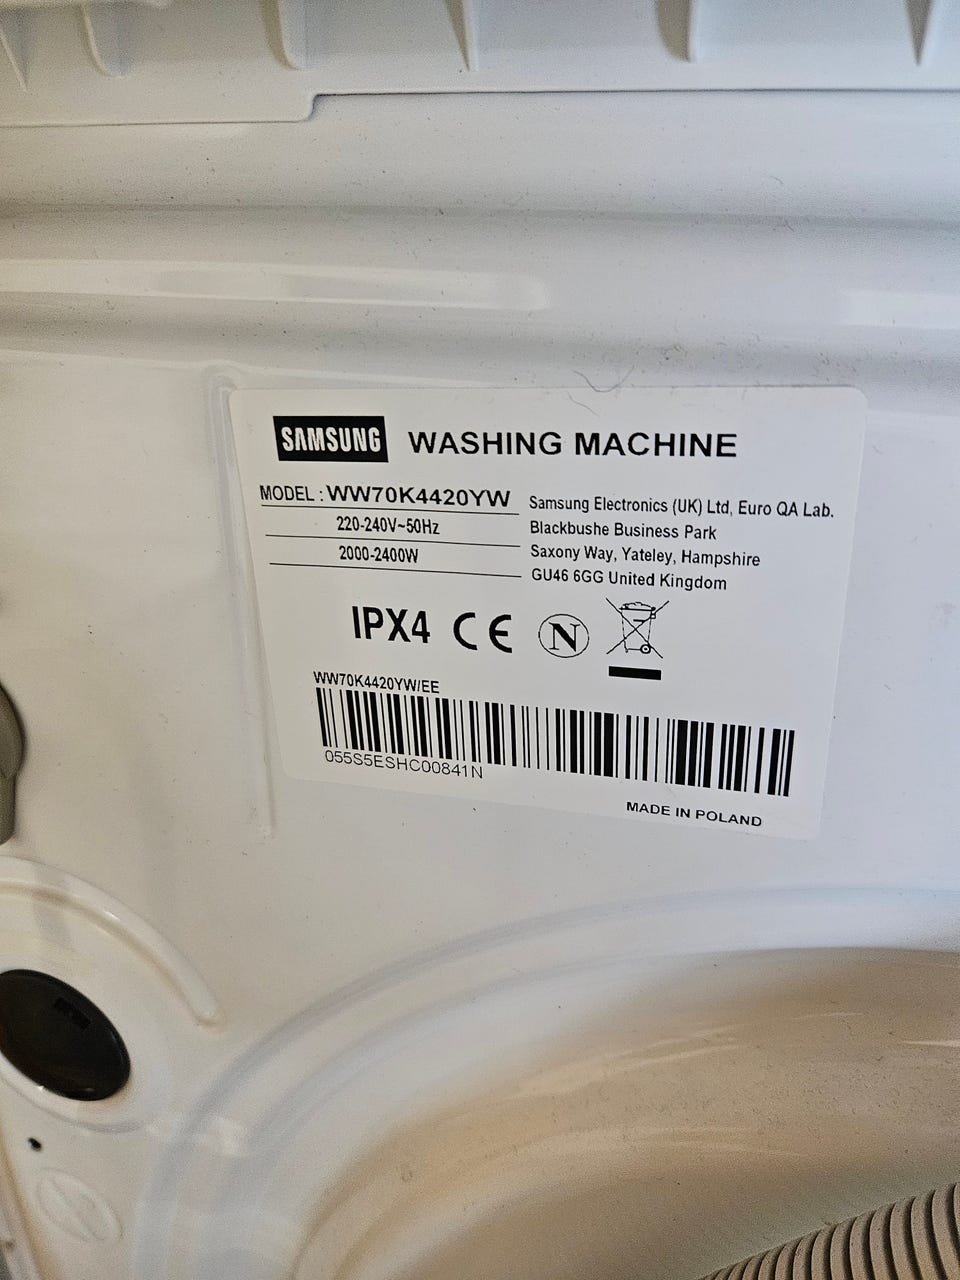 SAMSUNG WASHING MACHINE
MODEL : WW70K4420YW
220-240V~50Hz
2000-2400W
Samsung Electronics (UK) Ltd, Euro QA Lab.
Blackbushe Business Park
Saxony Way, Yateley, Hampshire
GU46 6GG United Kingdom
IPX4 CE N
WW70K4420YW/EE
055S5ESHC00841N
MADE IN POLAND